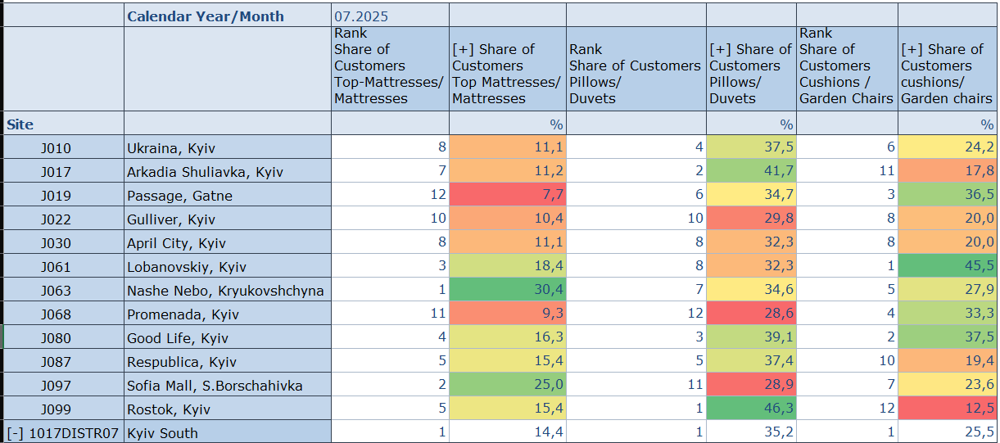 Calendar Year/Month 07.2025
Rank Share of Customers Top-Mattresses/ Mattresses [+] Share of Customers Top Mattresses/ Mattresses Rank Share of Customers Pillows/ Duvets [+] Share of Customers Pillows/ Duvets Rank Share of Customers Cushions / Garden Chairs [+] Share of Customers cushions/ Garden chairs
Site % % %
J010 Ukraina, Kyiv 8 11,1 4 37,5 6 24,2
J017 Arkadia Shuliavka, Kyiv 7 11,2 2 41,7 11 17,8
J019 Passage, Gatne 12 7,7 6 34,7 3 36,5
J022 Gulliver, Kyiv 10 10,4 10 29,8 8 20,0
J030 April City, Kyiv 8 11,1 8 32,3 8 20,0
J061 Lobanovskiy, Kyiv 3 18,4 8 32,3 1 45,5
J063 Nashe Nebo, Kryukovshchyna 1 30,4 7 34,6 5 27,9
J068 Promenada, Kyiv 11 9,3 12 28,6 4 33,3
J080 Good Life, Kyiv 4 16,3 3 39,1 2 37,5
J087 Respublica, Kyiv 5 15,4 5 37,4 10 19,4
J097 Sofia Mall, S.Borschahivka 2 25,0 11 28,9 7 23,6
J099 Rostok, Kyiv 5 15,4 1 46,3 12 12,5
[-] 1017DISTR07 Kyiv South 1 14,4 1 35,2 1 25,5